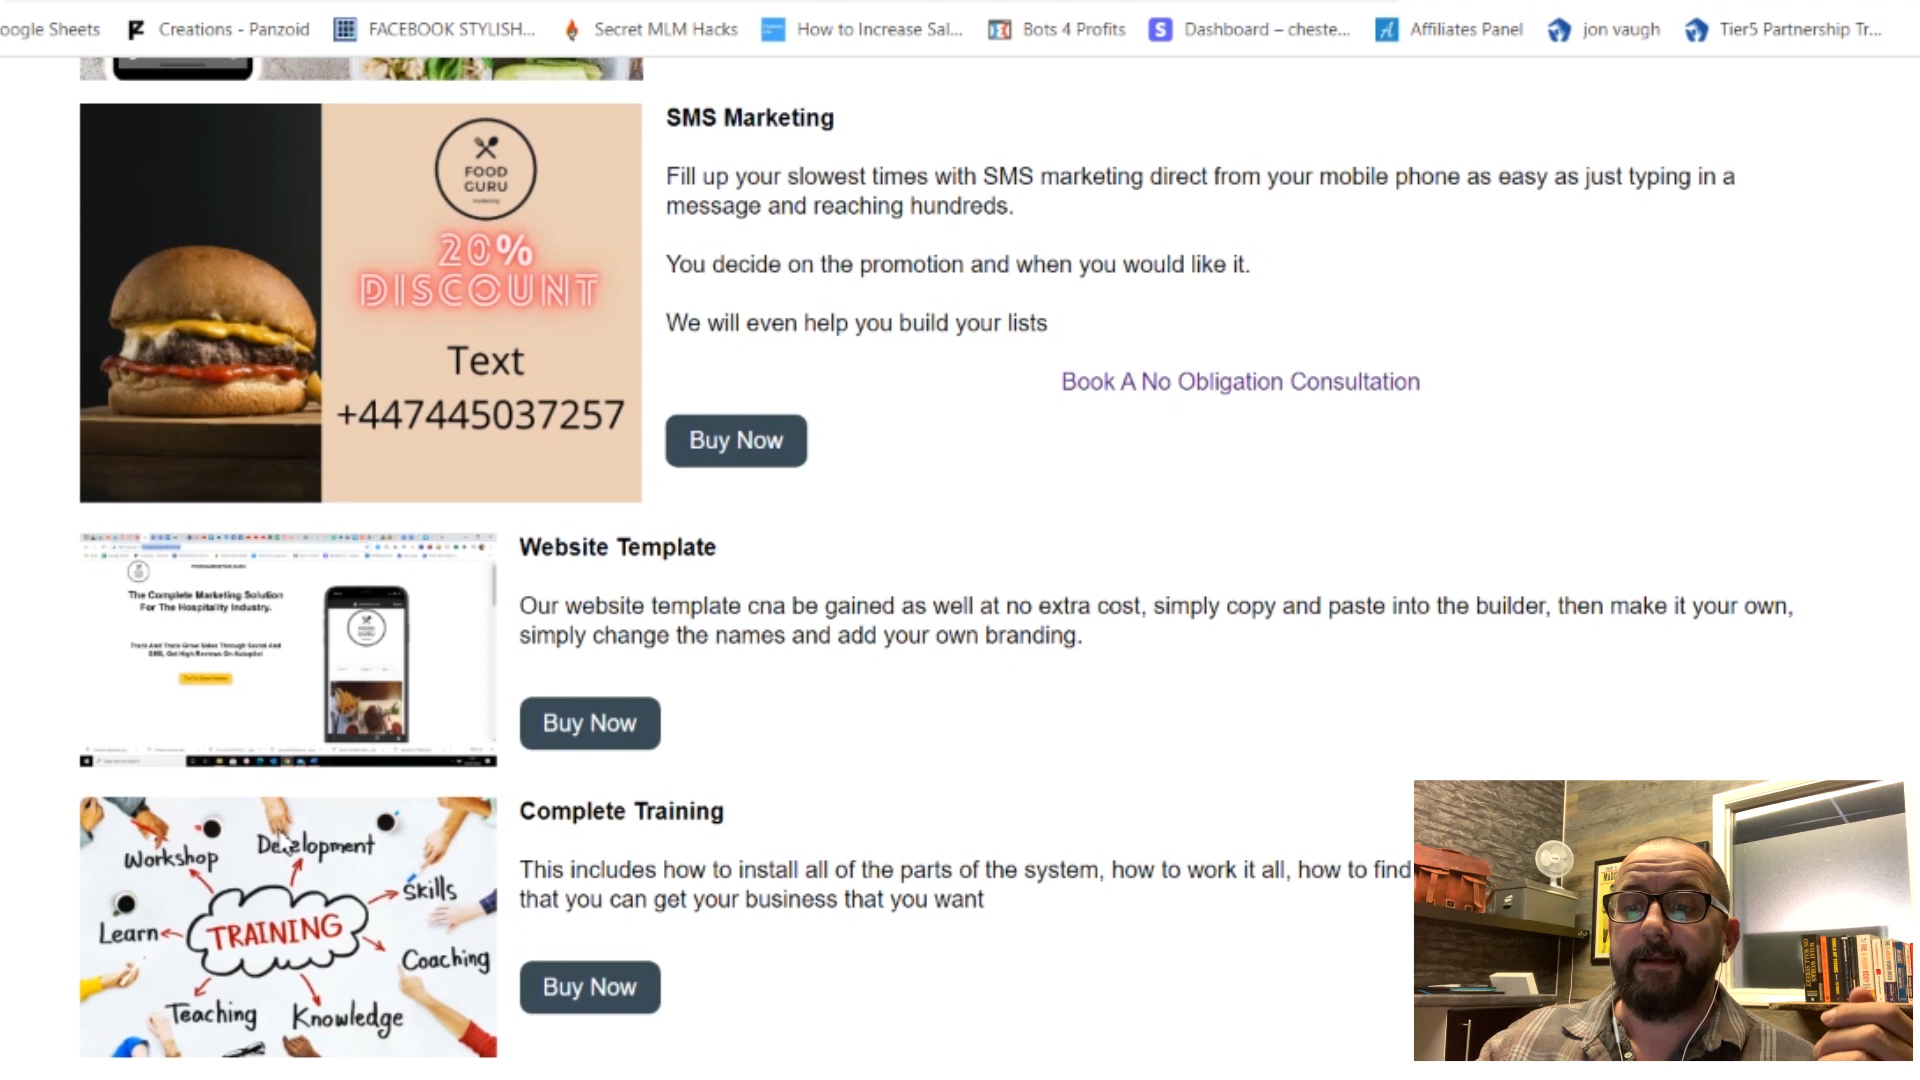 oogle Sheets Creations - Panzoid FACEBOOK STYLISH... Secret MLM Hacks How to Increase Sal... Bots 4 Profits S Dashboard – cheste... Affiliates Panel jon vaugh Tier5 Partnership Tr...
FOOD
GURU
marketing
20%
DISCOUNT
Text
+447445037257
SMS Marketing
Fill up your slowest times with SMS marketing direct from your mobile phone as easy as just typing in a
message and reaching hundreds.
You decide on the promotion and when you would like it.
We will even help you build your lists
Book A No Obligation Consultation
Buy Now
The Complete Marketing Solution
For The Hospitality Industry.
FOOD
GURU
Website Template
Our website template cna be gained as well at no extra cost, simply copy and paste into the builder, then make it your own,
simply change the names and add your own branding.
Buy Now
Workshop
Development
Skills
Learn
TRAINING
Coaching
Teaching
Knowledge
Complete Training
This includes how to install all of the parts of the system, how to work it all, how to find
that you can get your business that you want
Buy Now